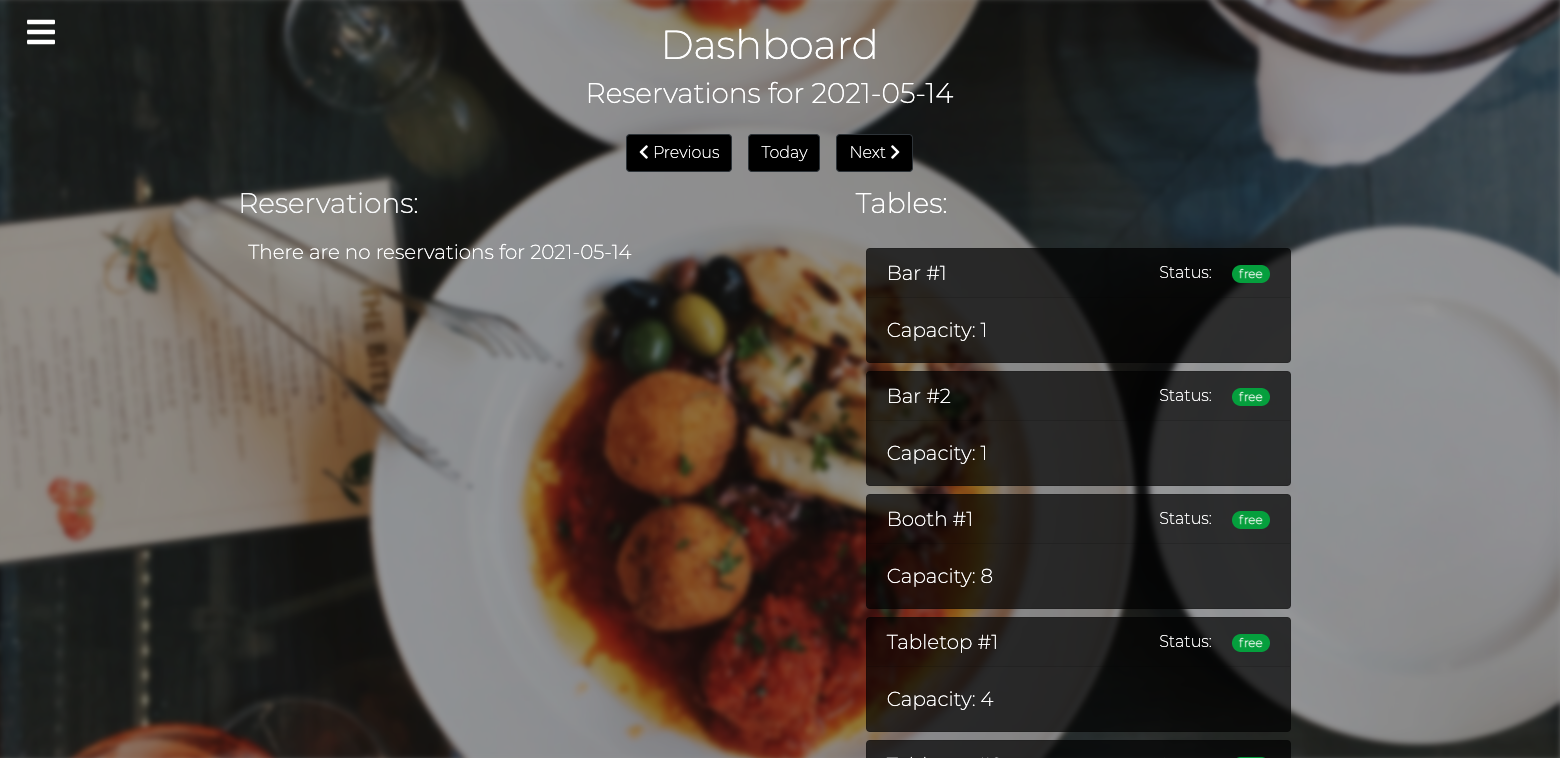 Dashboard
Reservations for 2021-05-14
Previous
Today
Next
Reservations:
There are no reservations for 2021-05-14
Tables:
Bar #1
Status: free
Capacity: 1
Bar #2
Status: free
Capacity: 1
Booth #1
Status: free
Capacity: 8
Tabletop #1
Status: free
Capacity: 4
THE BITE